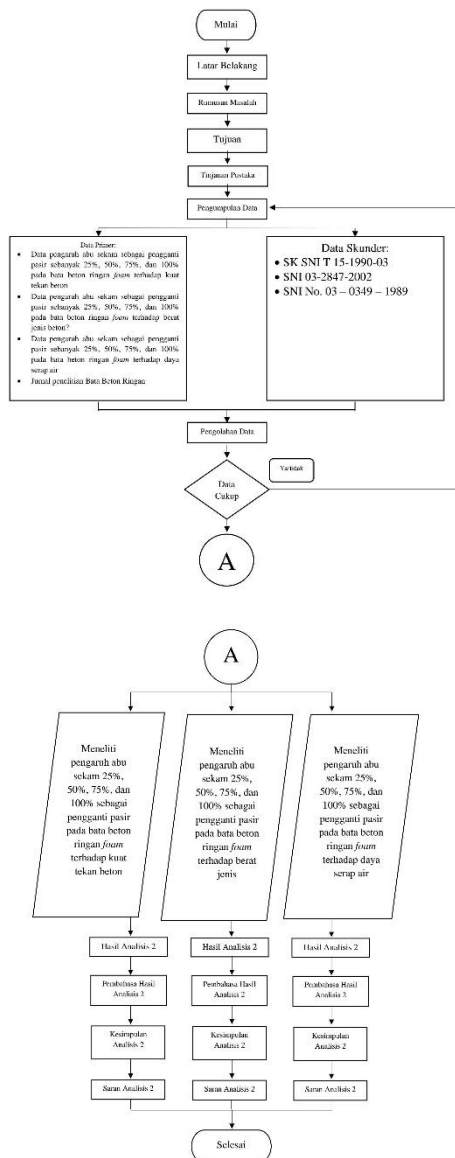 Mulai
Latar Belakang
Rumusan Masalah
Tujuan
Tinjauan Pustaka
Pengumpulan Data
Data Primer:
• Data pengaruh abu sekam sebagai pengganti
pasir sebanyak 25%, 50%, 75%, dan 100%
pada bata beton ringan foam terhadap kuat
tekan beton
• Data pengaruh abu sekam sebagai pengganti
pasir sebanyak 25%, 50%, 75%, dan 100%
pada bata beton ringan foam terhadap berat
jenis beton?
• Data pengaruh abu sekam sebagai pengganti
pasir sebanyak 25%, 50%, 75%, dan 100%
pada bata beton ringan foam terhadap daya
serap air
• Jurnal penelitian Bata Beton Ringan
Data Skunder:
• SK SNI T 15-1990-03
• SNI 03-2847-2002
• SNI No. 03 – 0349 – 1989
Pengolahan Data
Data
Cukup
Ya/tidak
A
A
Meneliti
pengaruh abu
sekam 25%,
50%, 75%, dan
100% sebagai
pengganti pasir
pada bata beton
ringan foam
terhadap kuat
tekan beton
Meneliti
pengaruh abu
sekam 25%,
50%, 75%, dan
100% sebagai
pengganti pasir
pada bata beton
ringan foam
terhadap berat
jenis
Meneliti
pengaruh abu
sekam 25%,
50%, 75%, dan
100% sebagai
pengganti pasir
pada bata beton
ringan foam
terhadap daya
serap air
Hasil Analisis 2
Hasil Analisis 2
Hasil Analisis 2
Pembahasa Hasil
Analisis 2
Pembahasa Hasil
Analisis 2
Pembahasa Hasil
Analisis 2
Kesimpulan
Analisis 2
Kesimpulan
Analisis 2
Kesimpulan
Analisis 2
Saran Analisis 2
Saran Analisis 2
Saran Analisis 2
Selesai